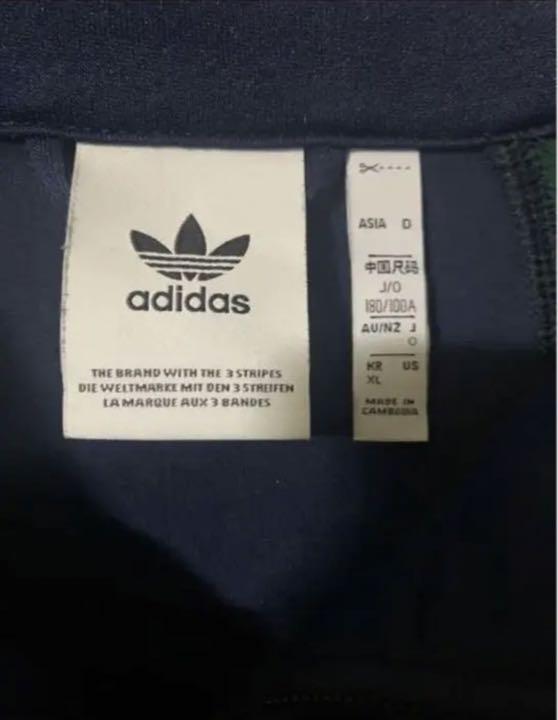 adidas
THE BRAND WITH THE 3 STRIPES
DIE WELTMARKE MIT DEN 3 STREIFEN
LA MARQUE AUX 3 BANDES
ASIA O
中国尺码
J/O
180/100A
AU/NZ J
O
KR US
XL
MADE IN
CAMBODIA